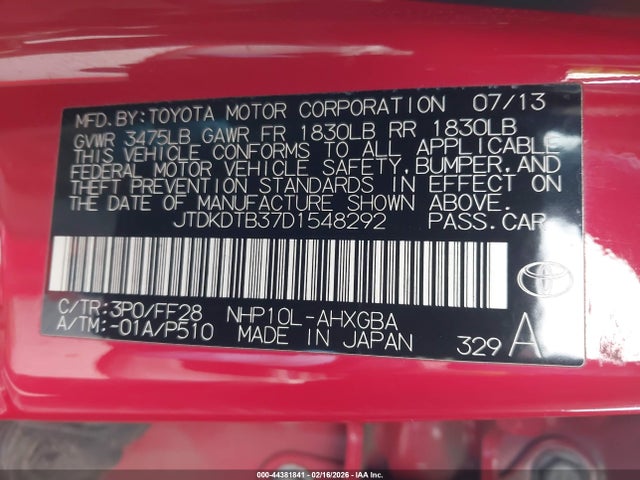 MFD.BY:TOYOTA MOTOR CORPORATION 07/13
GVWR 3475LB GAWR FR 1830LB RR 1830LB
THIS VEHICLE CONFORMS TO ALL APPLICABLE
FEDERAL MOTOR VEHICLE SAFETY, BUMPER, AND
THEFT PREVENTION STANDARDS IN EFFECT ON
THE DATE OF MANUFACTURE SHOWN ABOVE.
JTDKDTB37D1548292 PASS.CAR
C/TR:3P0/FF28 NHP10L-AHXGBA
A/TM:-01A/P510 MADE IN JAPAN 329 A
000-44381841 - 02/16/2026 - IAA Inc.